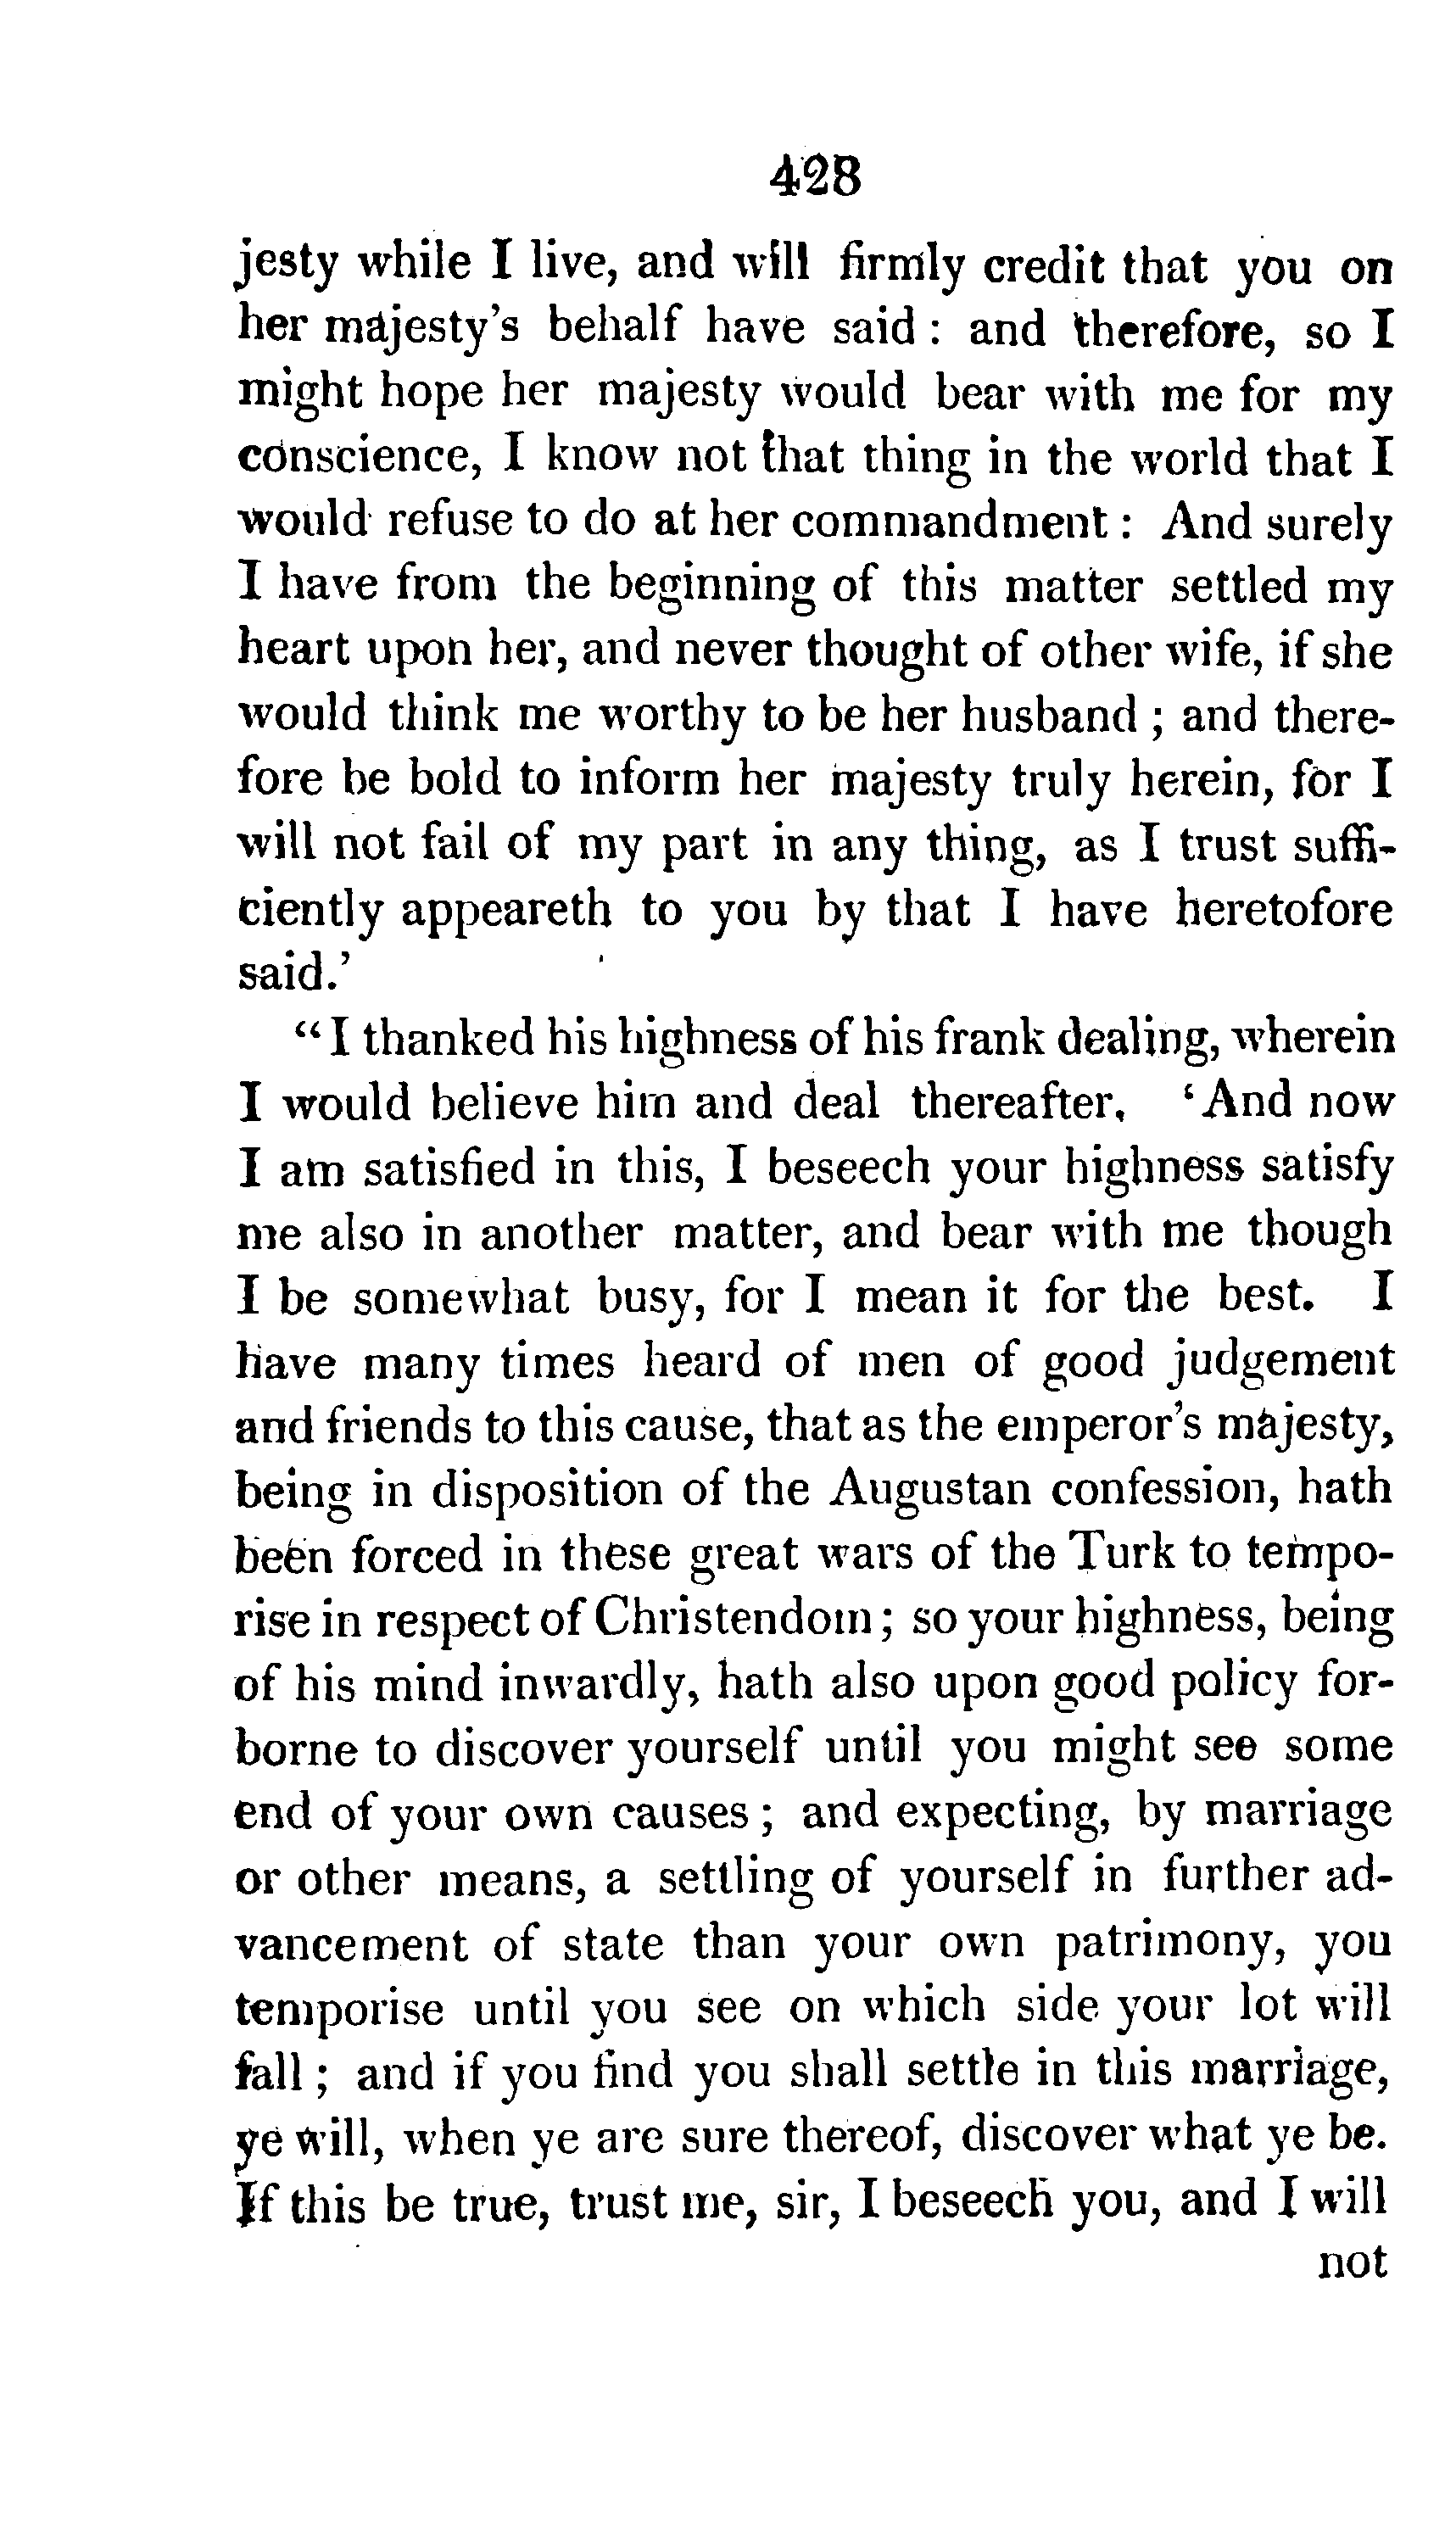 428
jesty while I live, and will firmly credit that you on
her majesty's behalf have said : and therefore, so I
might hope her majesty would bear with me for my
conscience, I know not that thing in the world that I
would refuse to do at her commandment : And surely
I have from the beginning of this matter settled my
heart upon her, and never thought of other wife, if she
would think me worthy to be her husband ; and there-
fore be bold to inform her majesty truly herein, for I
will not fail of my part in any thing, as I trust suffi-
ciently appeareth to you by that I have heretofore
said.'
"I thanked his highness of his frank dealing, wherein
I would believe him and deal thereafter, 'And now
I am satisfied in this, I beseech your highness satisfy
me also in another matter, and bear with me though
I be somewhat busy, for I mean it for the best. I
have many times heard of men of good judgement
and friends to this cause, that as the emperor's majesty,
being in disposition of the Augustan confession, hath
been forced in these great wars of the Turk to tempo-
rise in respect of Christendom ; so your highness, being
of his mind inwardly, hath also upon good policy for-
borne to discover yourself until you might see some
end of your own causes ; and expecting, by marriage
or other means, a settling of yourself in further ad-
vancement of state than your own patrimony, you
temporise until you see on which side your lot will
fall ; and if you find you shall settle in this marriage,
ye will, when ye are sure thereof, discover what ye be.
If this be true, trust me, sir, I beseech you, and I will
not